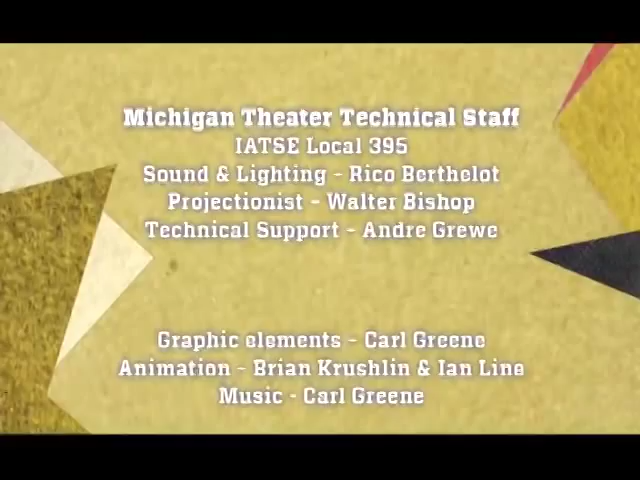 Michigan Theater Technical Staff
IATSE Local 395
Sound & Lighting - Rico Berthelot
Projectionist - Walter Bishop
Technical Support - Andre Grewe
Graphic elements - Carl Greene
Animation - Brian Krushlin & Ian Line
Music - Carl Greene